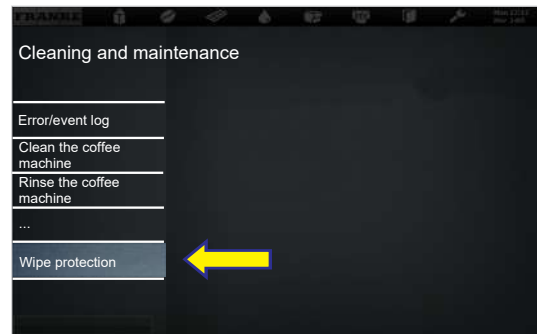 FRANKE
Cleaning and maintenance
Error/event log
Clean the coffee
machine
Rinse the coffee
machine
...
Wipe protection